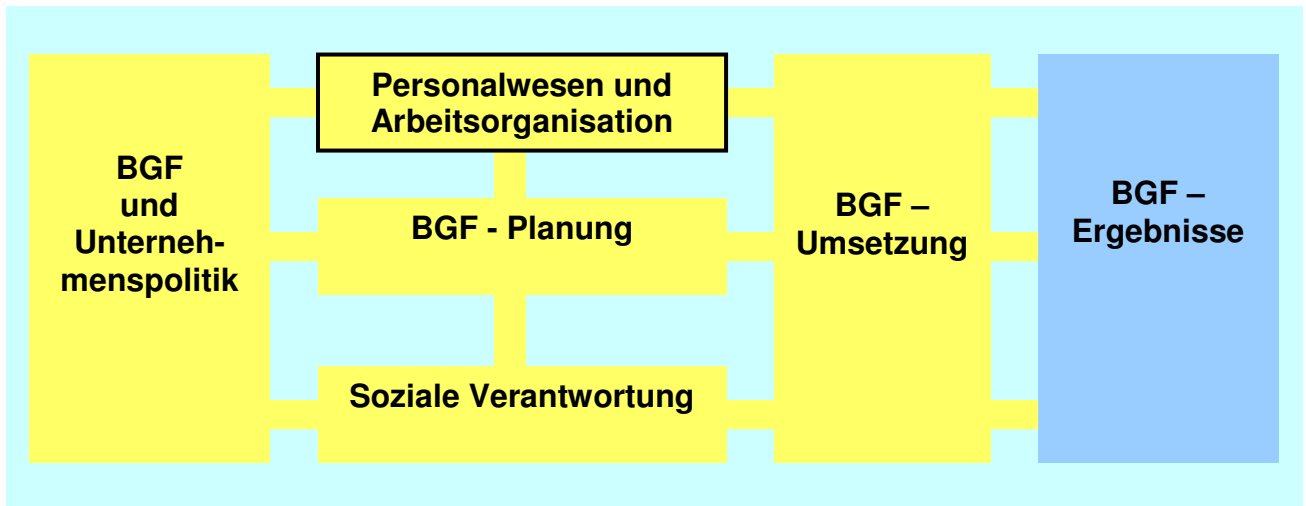 BGF
und
Unterneh-
menspolitik
Personalwesen und
Arbeitsorganisation
BGF - Planung
Soziale Verantwortung
BGF –
Umsetzung
BGF –
Ergebnisse